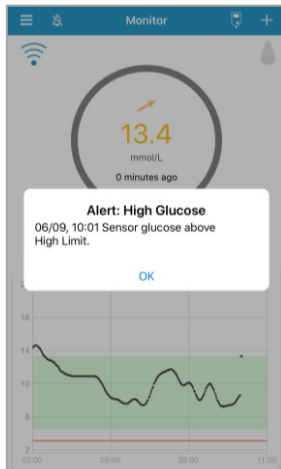 Monitor
13.4
mmol/L
0 minutes ago
Alert: High Glucose
06/09, 10:01 Sensor glucose above
High Limit.
OK
18
14
10
6
2
03:00 05:00 08:00 11:00